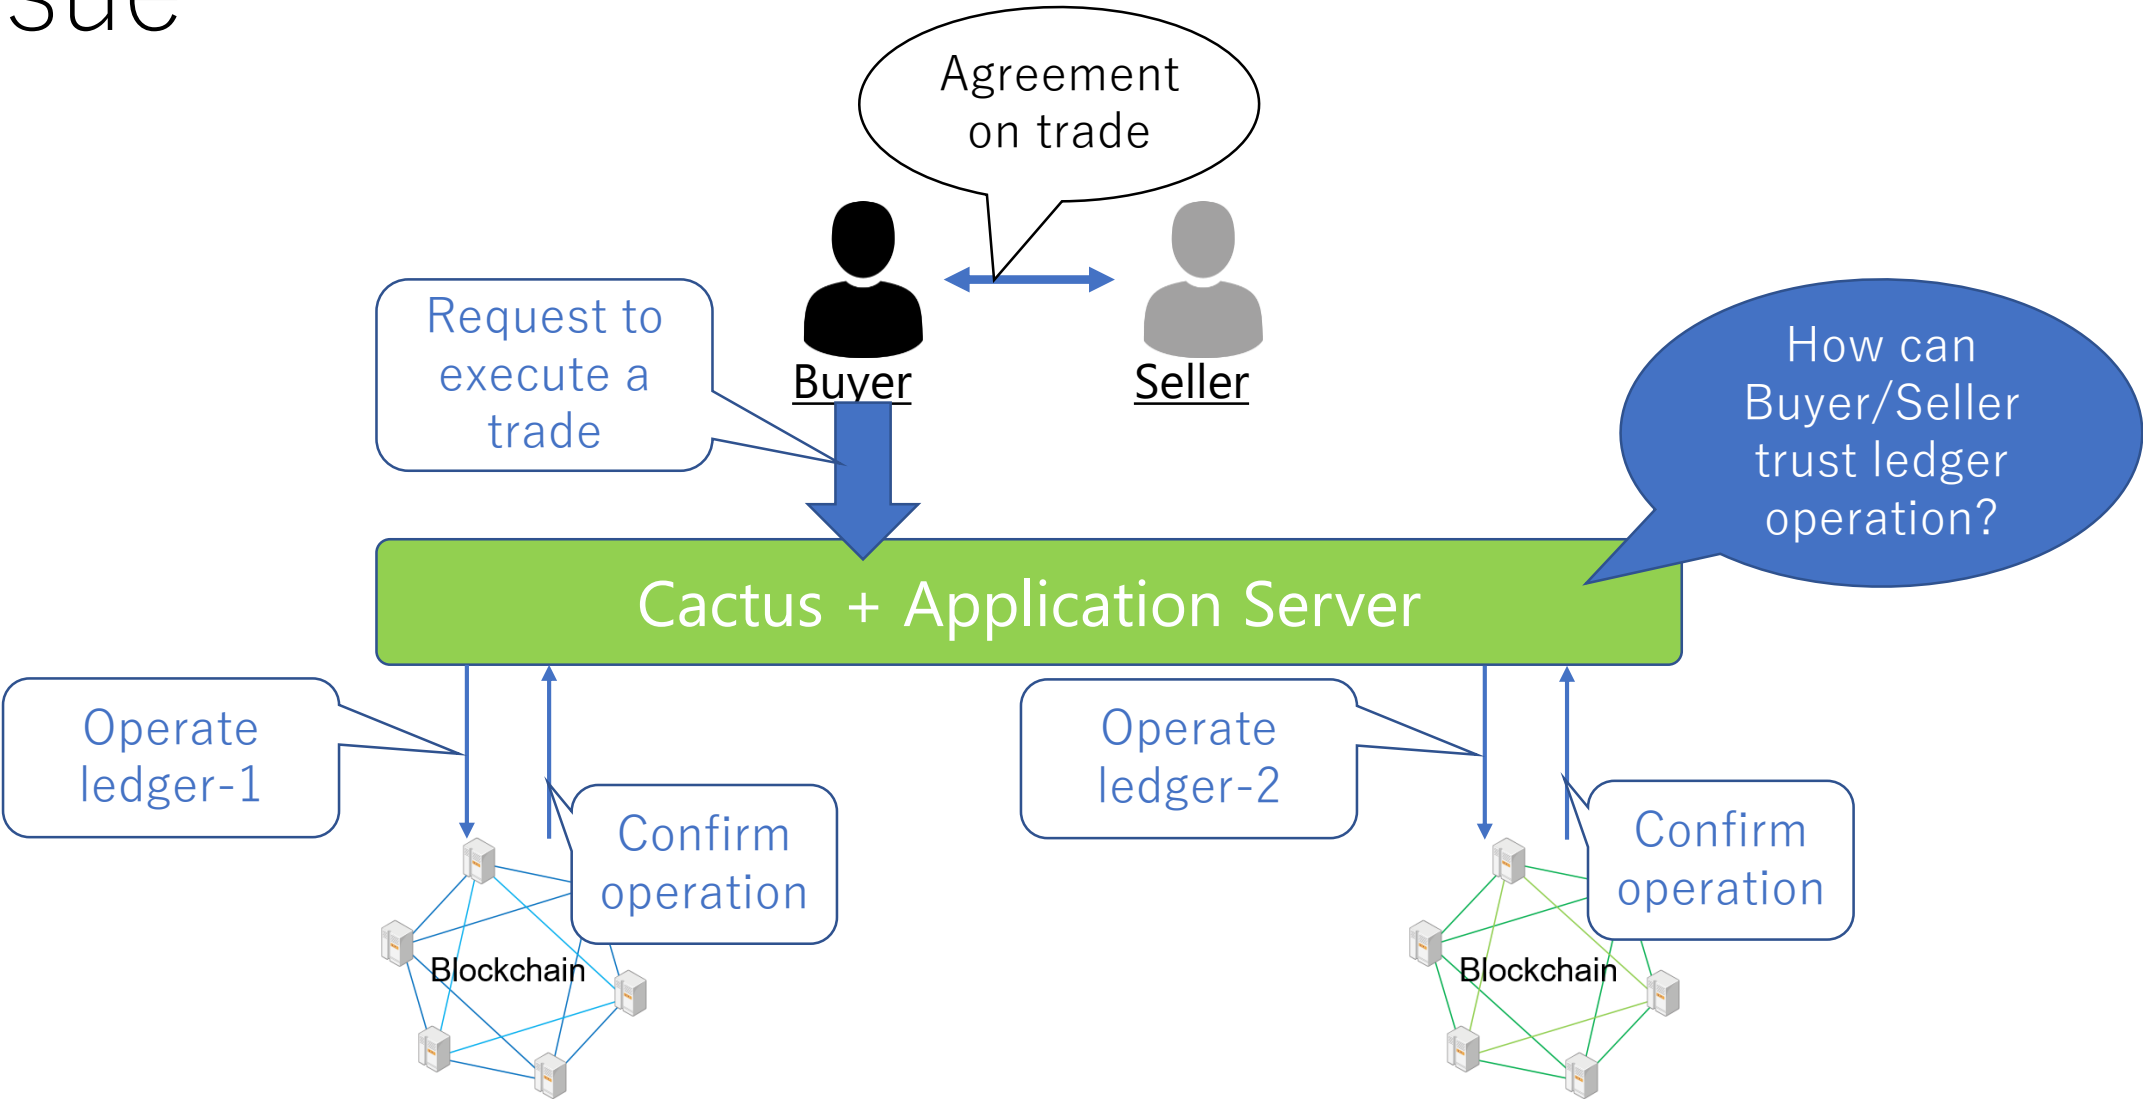 sue
Agreement
on trade
Request to
execute a
trade
Buyer
Seller
How can
Buyer/Seller
trust ledger
operation?
Cactus + Application Server
Operate
ledger-1
Confirm
operation
Operate
ledger-2
Confirm
operation
Blockchain
Blockchain